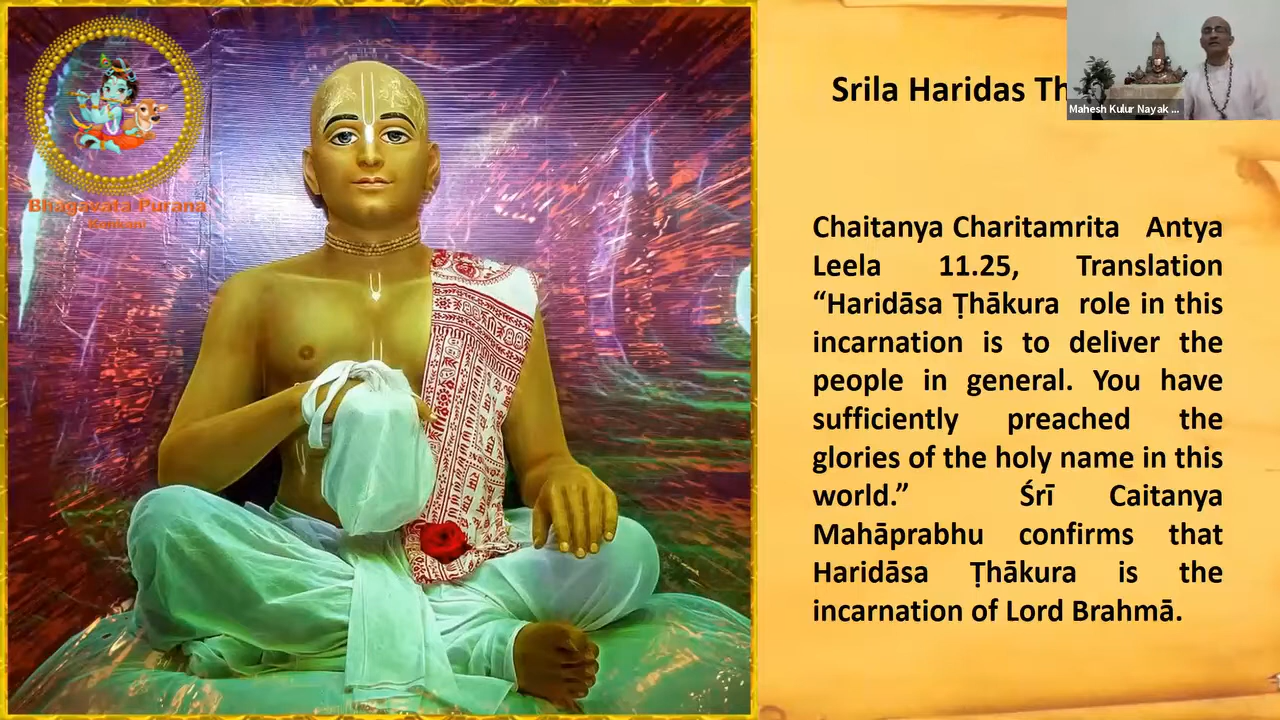 Bhagavata Purana
Konkani
Srila Haridas Th
Mahesh Kulur Nayak ...
Chaitanya Charitamrita Antya
Leela 11.25, Translation
“Haridāsa Ṭhākura role in this
incarnation is to deliver the
people in general. You have
sufficiently preached the
glories of the holy name in this
world.” Śrī Caitanya
Mahāprabhu confirms that
Haridāsa Ṭhākura is the
incarnation of Lord Brahmā.